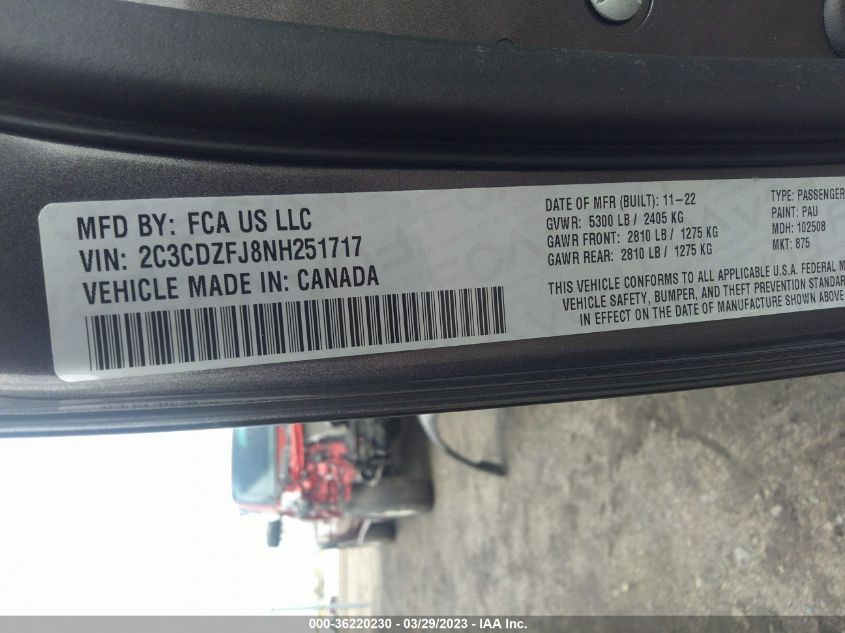 MFD BY: FCA US LLC
VIN: 2C3CDZFJ8NH251717
VEHICLE MADE IN: CANADA
DATE OF MFR (BUILT): 11-22
GVWR: 5300 LB / 2405 KG
GAWR FRONT: 2810 LB / 1275 KG
GAWR REAR: 2810 LB / 1275 KG
TYPE: PASSENGER
PAINT: PAU
MDH: 102508
MKT: 875
THIS VEHICLE CONFORMS TO ALL APPLICABLE U.S.A. FEDERAL M
VEHICLE SAFETY, BUMPER, AND THEFT PREVENTION STANDAR
IN EFFECT ON THE DATE OF MANUFACTURE SHOWN ABOVE
000-36220230 - 03/29/2023 - IAA Inc.